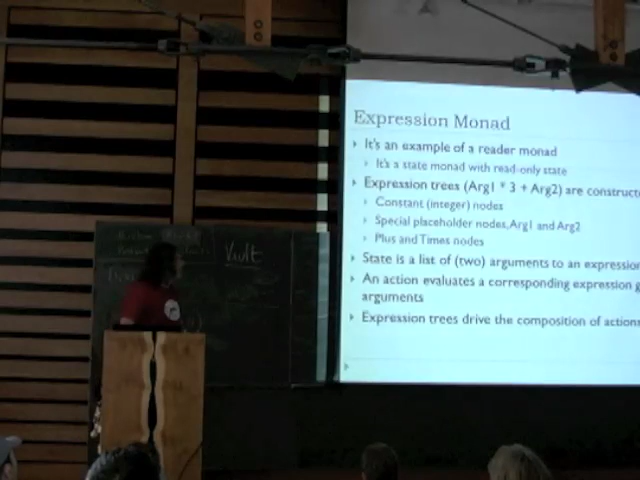 Expression Monad
It's an example of a reader monad
It's a state monad with read-only state
Expression trees (Arg1 * 3 + Arg2) are constructe
Constant (integer) nodes
Special placeholder nodes, Arg1 and Arg2
Plus and Times nodes
State is a list of (two) arguments to an expression
An action evaluates a corresponding expression g
arguments
Expression trees drive the composition of actions
Vault